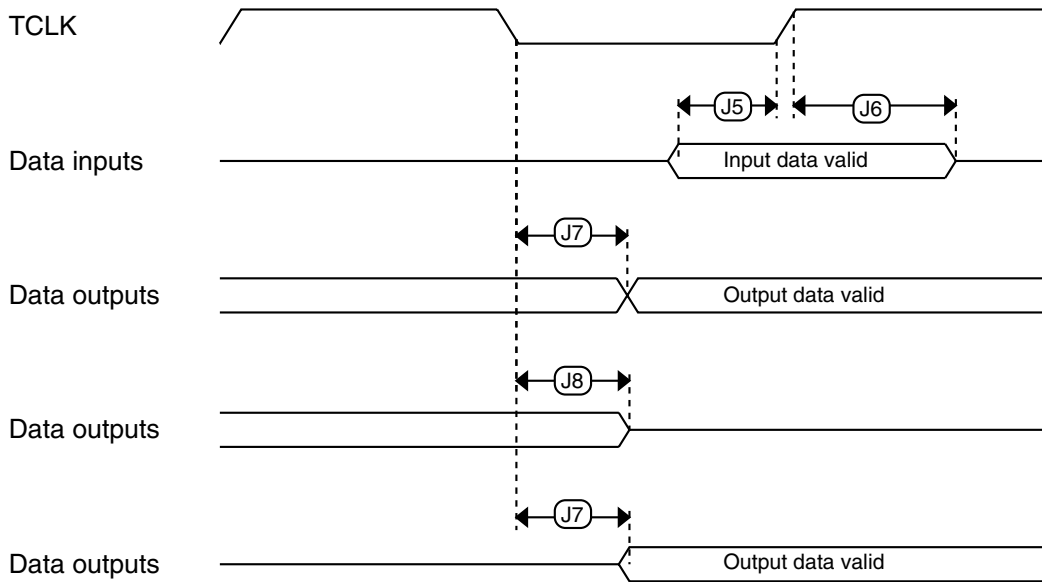 TCLK
J5
J6
Data inputs
Input data valid
J7
Data outputs
Output data valid
J8
Data outputs
J7
Data outputs
Output data valid